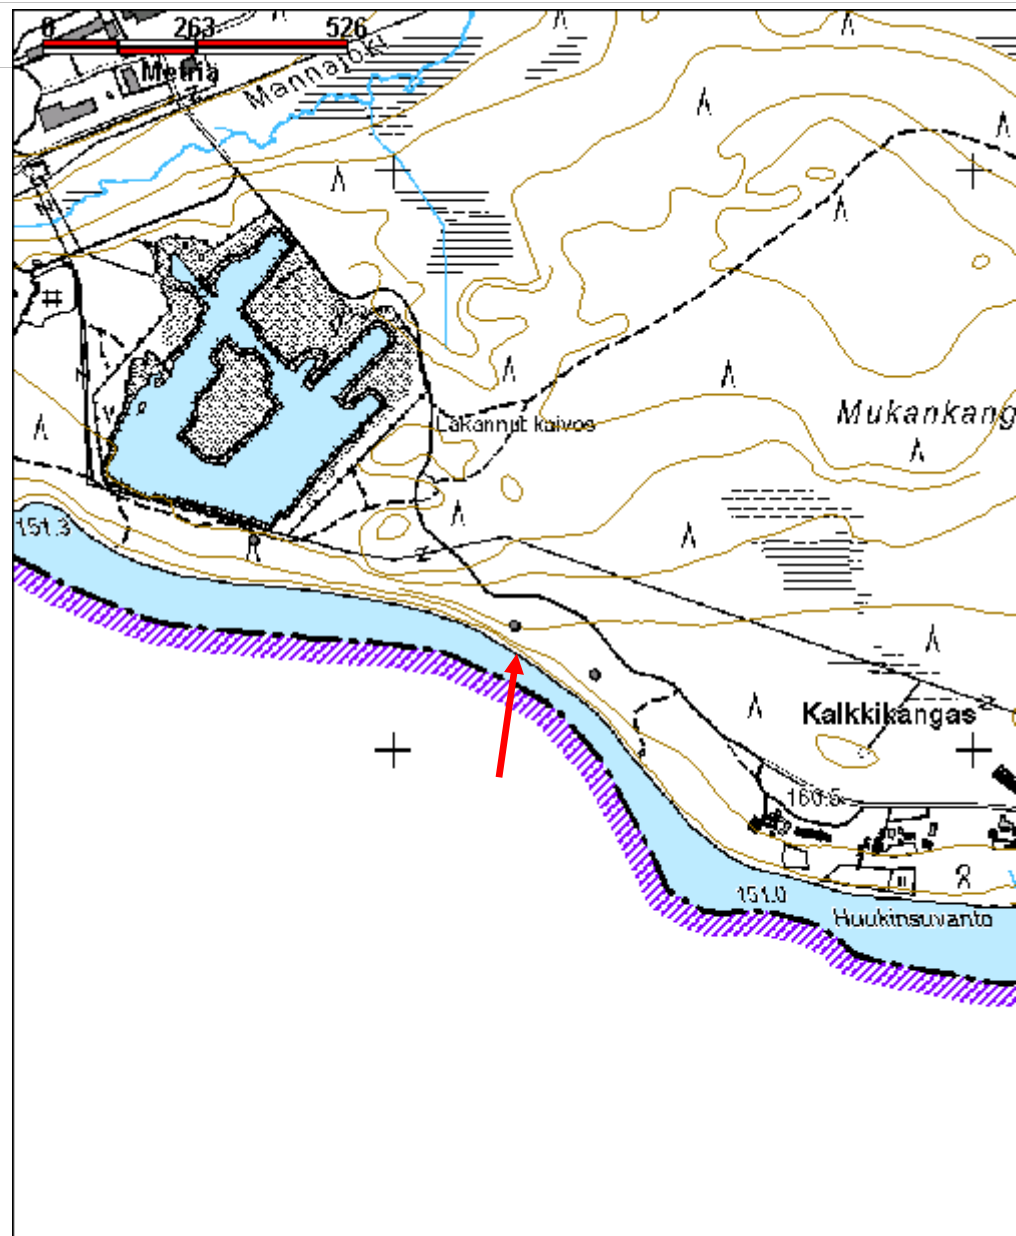 0 263 526
Metria
Mannajoki
Mukankang
Lakannut kaivos
151.3
Kalkkikangas
160.5
151.0
Huukinsuvanto